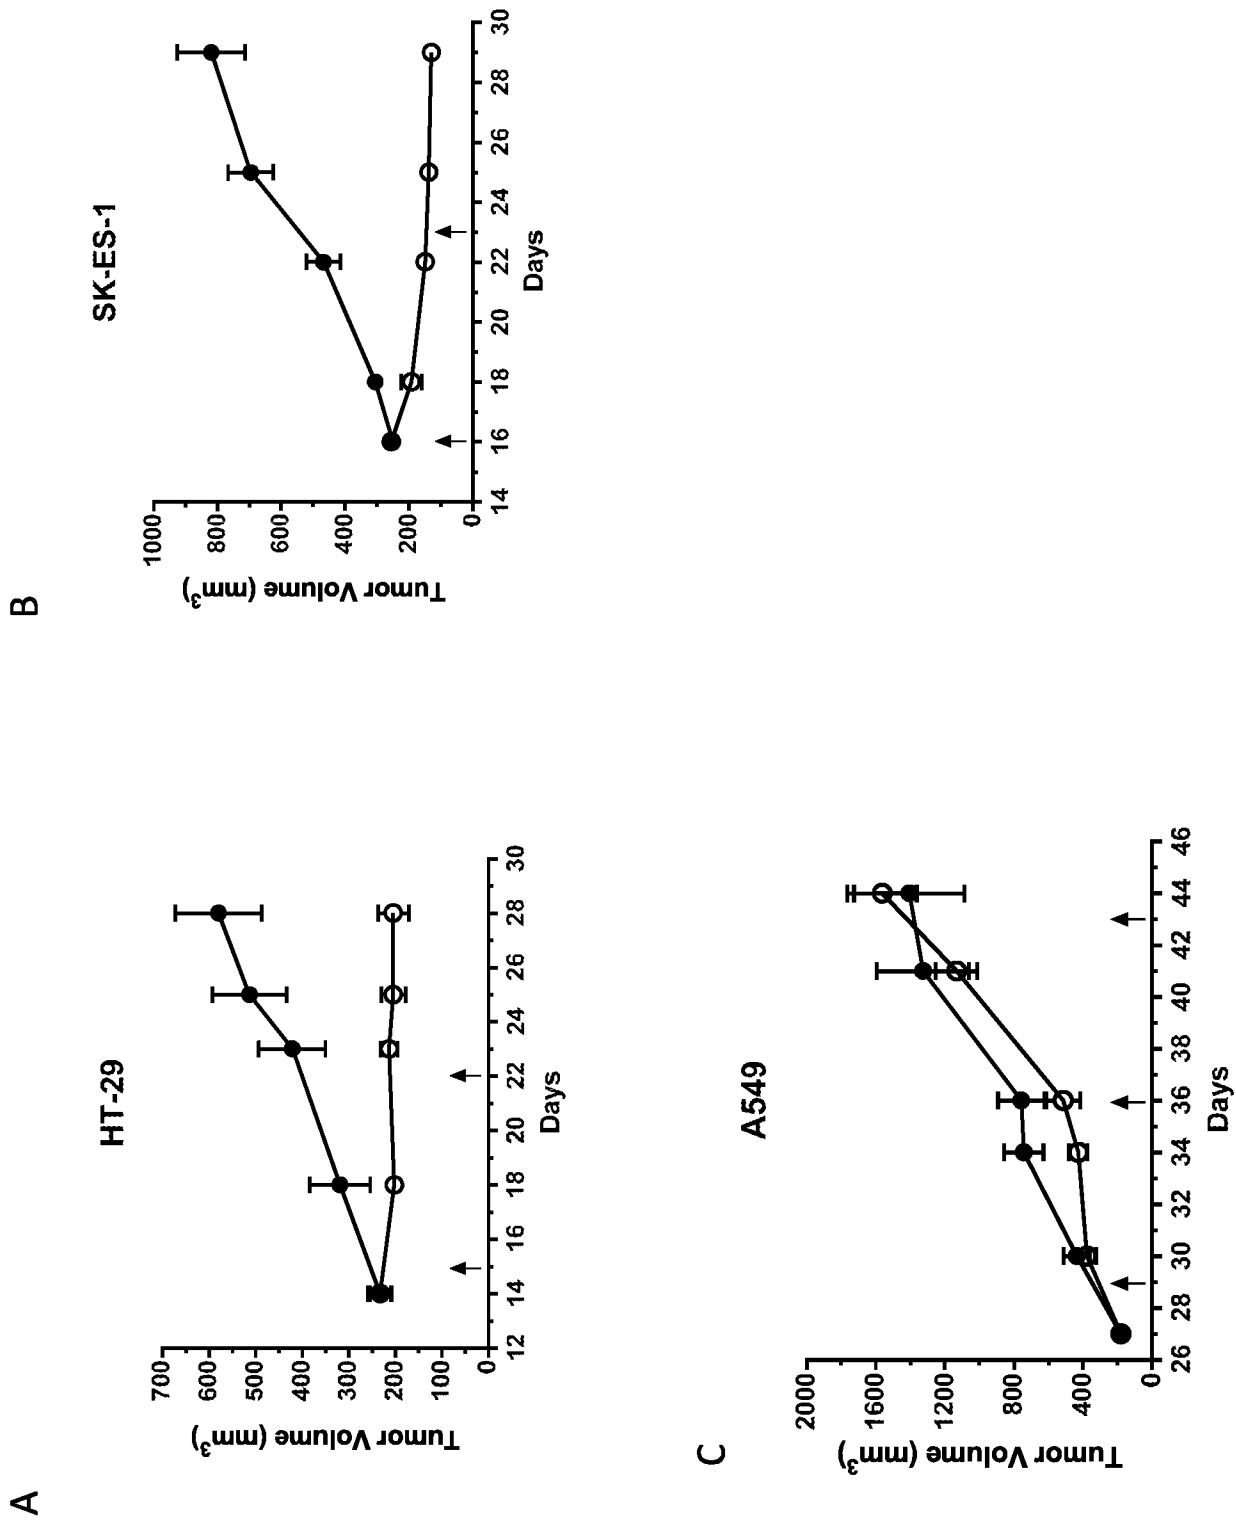 A
HT-29
Tumor Volume (mm³)
700
600
500
400
300
200
100
0
12 14 16 18 20 22 24 26 28 30
Days
B
SK-ES-1
Tumor Volume (mm³)
1000
800
600
400
200
0
14 16 18 20 22 24 26 28 30
Days
C
A549
Tumor Volume (mm³)
2000
1600
1200
800
400
0
26 28 30 32 34 36 38 40 42 44 46
Days